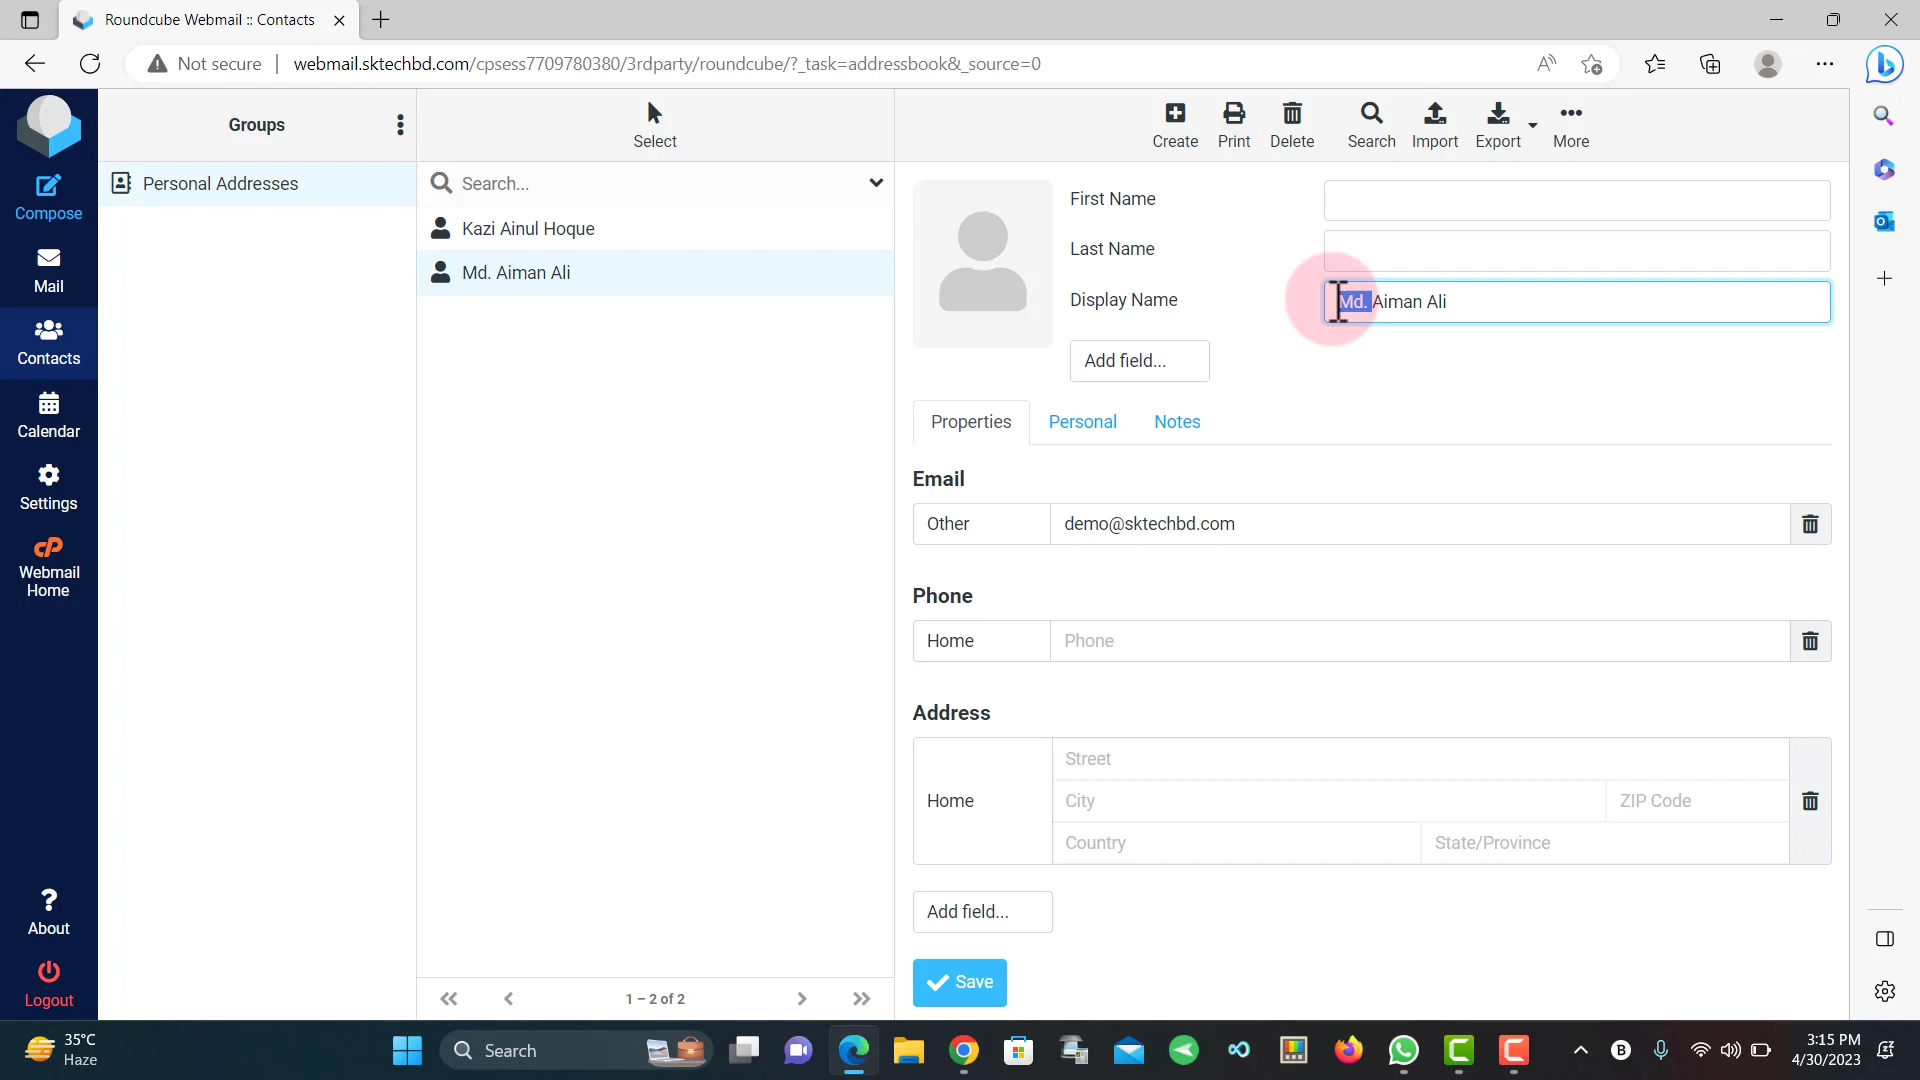 Roundcube Webmail :: Contacts
Not secure
webmail.sktechbd.com/cpsess7709780380/3rdparty/roundcube/?_task=addressbook&_source=0
Compose
Mail
Contacts
Calendar
Settings
cP
Webmail
Home
About
Logout
Groups
Personal Addresses
Select
Search...
Kazi Ainul Hoque
Md. Aiman Ali
1 – 2 of 2
Create
Print
Delete
Search
Import
Export
More
First Name
Last Name
Display Name
Md. Aiman Ali
Add field...
Properties
Personal
Notes
Email
Other
demo@sktechbd.com
Phone
Home
Phone
Address
Home
Street
City
ZIP Code
Country
State/Province
Add field...
Save
35°C
Haze
Search
B
3:15 PM
4/30/2023